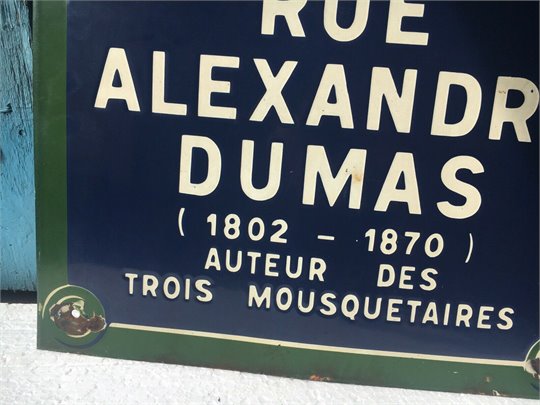 RUE
ALEXANDR
DUMAS
( 1802 - 1870 )
AUTEUR DES
TROIS MOUSQUETAIRES